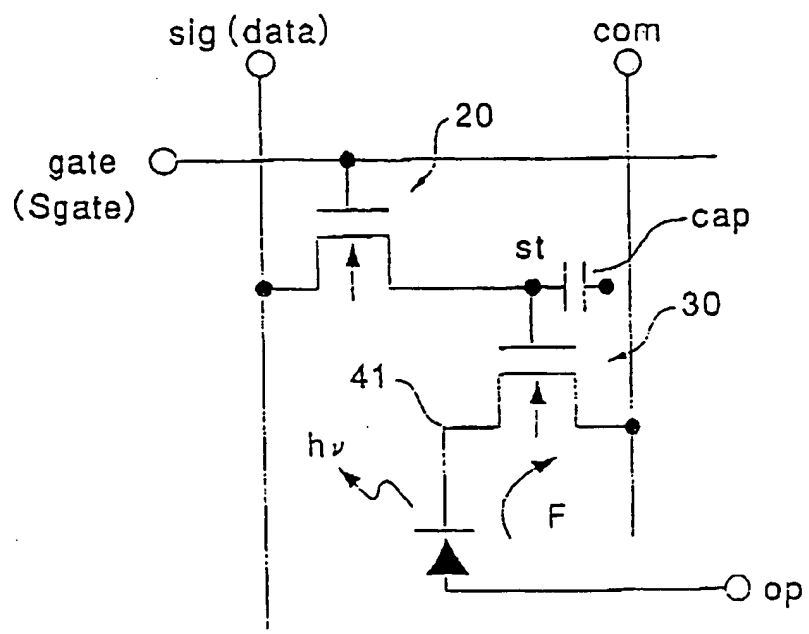 sig (data)
com
20
gate
(Sgate)
cap
st
30
41
hν
F
op